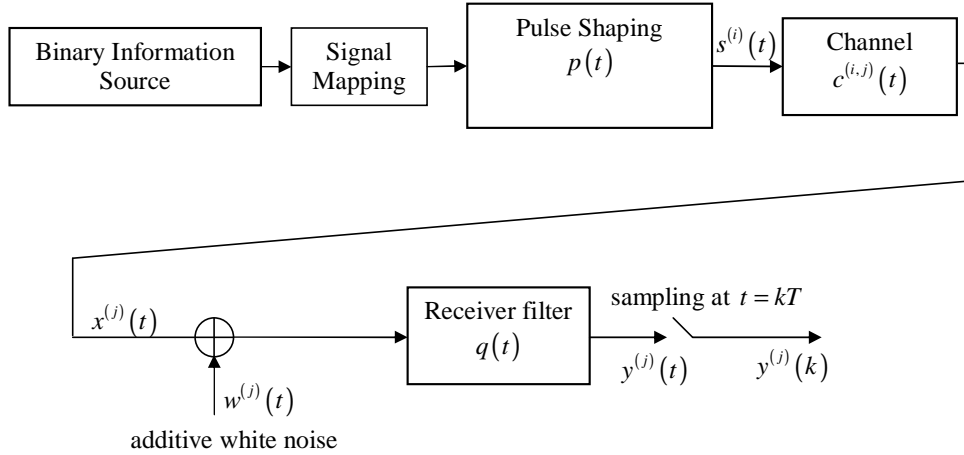 Binary Information
Source
Signal
Mapping
Pulse Shaping
p(t)
s^{(i)}(t)
Channel
c^{(i,j)}(t)
x^{(j)}(t)
w^{(j)}(t)
additive white noise
Receiver filter
q(t)
sampling at t = kT
y^{(j)}(t)
y^{(j)}(k)